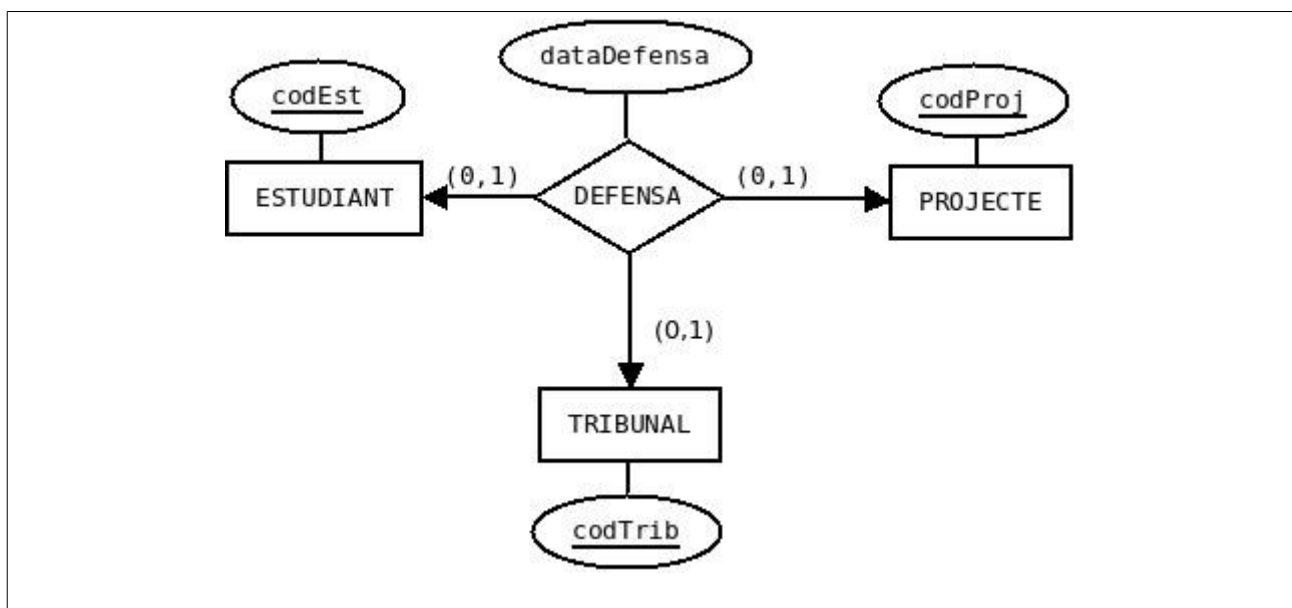 dataDefensa
codEst
codProj
(0,1)
(0,1)
ESTUDIANT
DEFENSA
PROJECTE
(0,1)
TRIBUNAL
codTrib